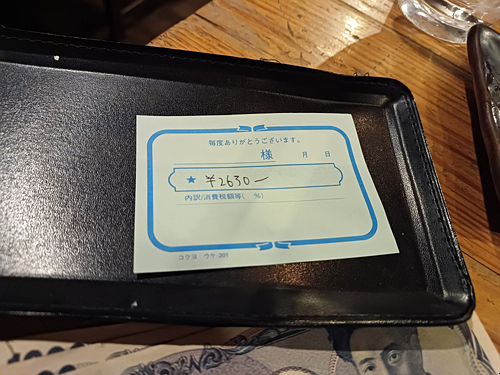 毎度ありがとうございます。
様 月 日
★ ¥2630-
内訳/消費税額等( %)
コクヨ ウケ-201